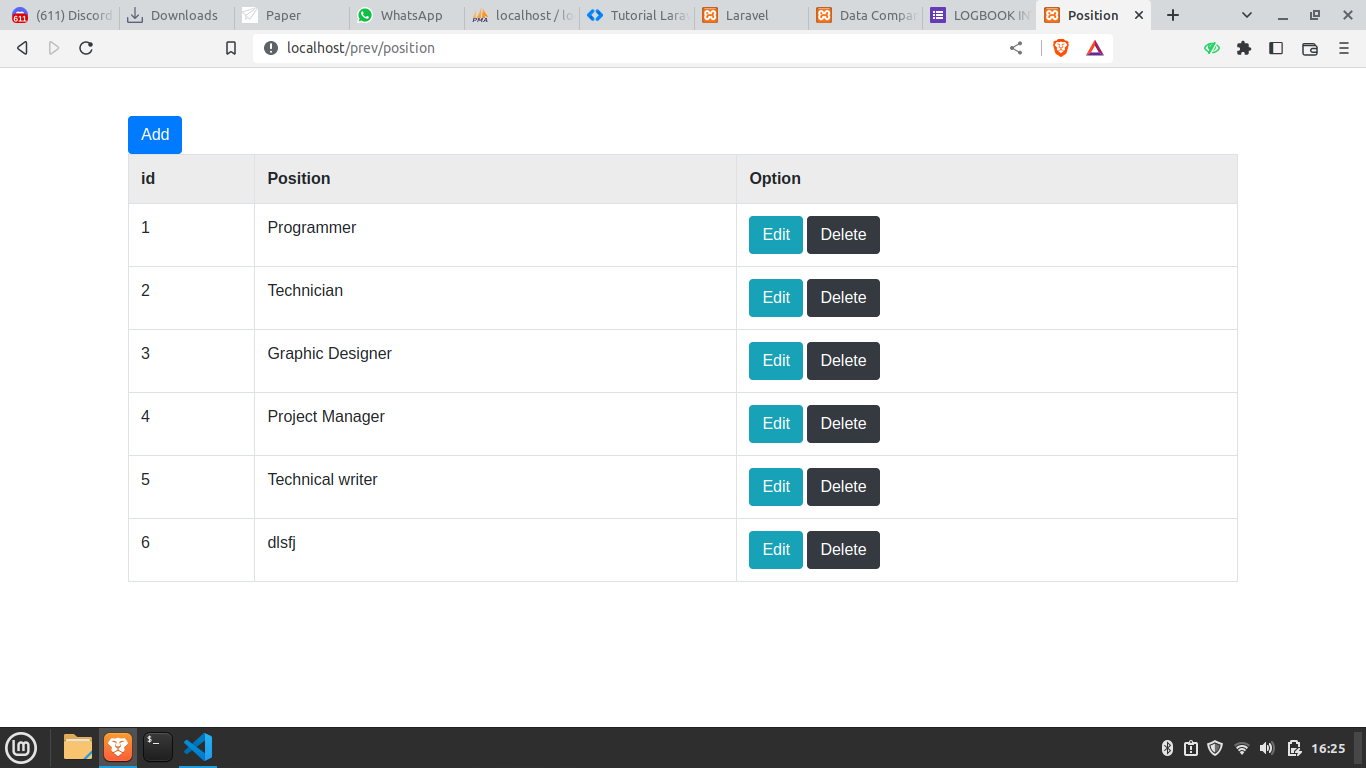 (611) Discord
Downloads
Paper
WhatsApp
localhost / lo
Tutorial Larav
Laravel
Data Compar
LOGBOOK IN
Position
localhost/prev/position
Add
id Position Option
1 Programmer Edit Delete
2 Technician Edit Delete
3 Graphic Designer Edit Delete
4 Project Manager Edit Delete
5 Technical writer Edit Delete
6 dlsfj Edit Delete
16:25